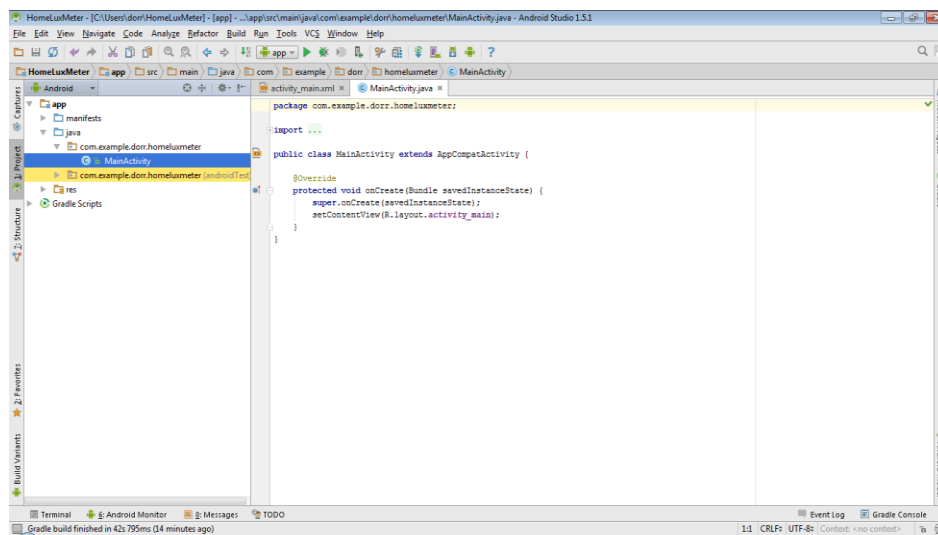 HomeLuxMeter - [C:\Users\dorr\HomeLuxMeter] - [app] - ...\app\src\main\java\com\example\dorr\homeluxmeter\MainActivity.java - Android Studio 1.5.1
File Edit View Navigate Code Analyze Refactor Build Run Tools VCS Window Help
app
HomeLuxMeter app src main java com example dorr homeluxmeter MainActivity
Android
activity_main.xml × MainActivity.java ×
Captures
1: Project
7: Structure
2: Favorites
Build Variants
app
manifests
java
com.example.dorr.homeluxmeter
MainActivity
com.example.dorr.homeluxmeter (androidTest)
res
Gradle Scripts
package com.example.dorr.homeluxmeter;
import ...
public class MainActivity extends AppCompatActivity {
@Override
protected void onCreate(Bundle savedInstanceState) {
super.onCreate(savedInstanceState);
setContentView(R.layout.activity_main);
}
}
Terminal 6: Android Monitor 0: Messages TODO Event Log Gradle Console
Gradle build finished in 42s 795ms (14 minutes ago) 1:1 CRLF÷ UTF-8÷ Context: <no context>